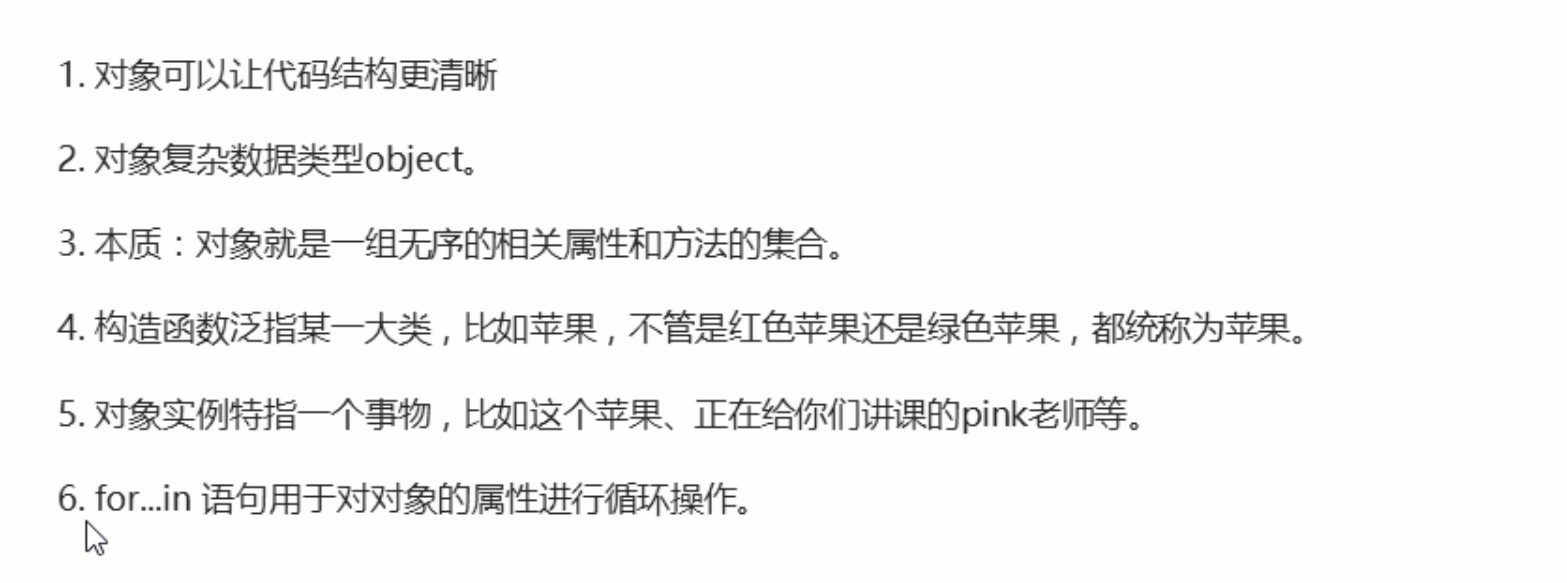 1. 对象可以让代码结构更清晰
2. 对象复杂数据类型object。
3. 本质：对象就是一组无序的相关属性和方法的集合。
4. 构造函数泛指某一大类，比如苹果，不管是红色苹果还是绿色苹果，都统称为苹果。
5. 对象实例特指一个事物，比如这个苹果、正在给你们讲课的pink老师等。
6. for...in 语句用于对对象的属性进行循环操作。